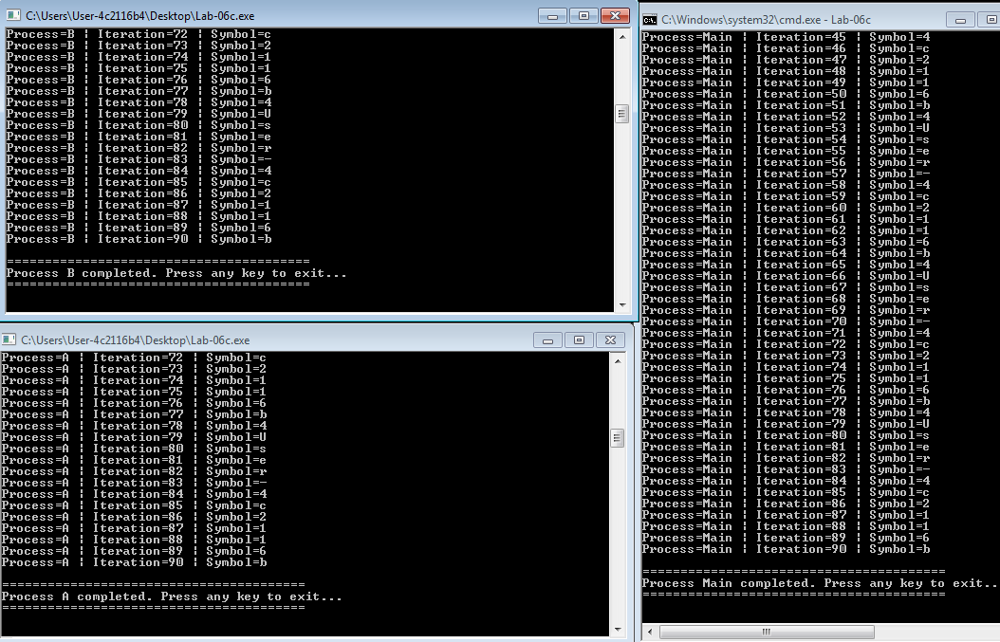 C:\Users\User-4c2116b4\Desktop\Lab-06c.exe
Process=B ¦ Iteration=72 ¦ Symbol=c
Process=B ¦ Iteration=73 ¦ Symbol=2
Process=B ¦ Iteration=74 ¦ Symbol=1
Process=B ¦ Iteration=75 ¦ Symbol=1
Process=B ¦ Iteration=76 ¦ Symbol=6
Process=B ¦ Iteration=77 ¦ Symbol=b
Process=B ¦ Iteration=78 ¦ Symbol=4
Process=B ¦ Iteration=79 ¦ Symbol=U
Process=B ¦ Iteration=80 ¦ Symbol=s
Process=B ¦ Iteration=81 ¦ Symbol=e
Process=B ¦ Iteration=82 ¦ Symbol=r
Process=B ¦ Iteration=83 ¦ Symbol=-
Process=B ¦ Iteration=84 ¦ Symbol=4
Process=B ¦ Iteration=85 ¦ Symbol=c
Process=B ¦ Iteration=86 ¦ Symbol=2
Process=B ¦ Iteration=87 ¦ Symbol=1
Process=B ¦ Iteration=88 ¦ Symbol=1
Process=B ¦ Iteration=89 ¦ Symbol=6
Process=B ¦ Iteration=90 ¦ Symbol=b
========================================
Process B completed. Press any key to exit...
========================================
C:\Users\User-4c2116b4\Desktop\Lab-06c.exe
Process=A ¦ Iteration=72 ¦ Symbol=c
Process=A ¦ Iteration=73 ¦ Symbol=2
Process=A ¦ Iteration=74 ¦ Symbol=1
Process=A ¦ Iteration=75 ¦ Symbol=1
Process=A ¦ Iteration=76 ¦ Symbol=6
Process=A ¦ Iteration=77 ¦ Symbol=b
Process=A ¦ Iteration=78 ¦ Symbol=4
Process=A ¦ Iteration=79 ¦ Symbol=U
Process=A ¦ Iteration=80 ¦ Symbol=s
Process=A ¦ Iteration=81 ¦ Symbol=e
Process=A ¦ Iteration=82 ¦ Symbol=r
Process=A ¦ Iteration=83 ¦ Symbol=-
Process=A ¦ Iteration=84 ¦ Symbol=4
Process=A ¦ Iteration=85 ¦ Symbol=c
Process=A ¦ Iteration=86 ¦ Symbol=2
Process=A ¦ Iteration=87 ¦ Symbol=1
Process=A ¦ Iteration=88 ¦ Symbol=1
Process=A ¦ Iteration=89 ¦ Symbol=6
Process=A ¦ Iteration=90 ¦ Symbol=b
========================================
Process A completed. Press any key to exit...
========================================
C:\Windows\system32\cmd.exe - Lab-06c
Process=Main ¦ Iteration=45 ¦ Symbol=4
Process=Main ¦ Iteration=46 ¦ Symbol=c
Process=Main ¦ Iteration=47 ¦ Symbol=2
Process=Main ¦ Iteration=48 ¦ Symbol=1
Process=Main ¦ Iteration=49 ¦ Symbol=1
Process=Main ¦ Iteration=50 ¦ Symbol=6
Process=Main ¦ Iteration=51 ¦ Symbol=b
Process=Main ¦ Iteration=52 ¦ Symbol=4
Process=Main ¦ Iteration=53 ¦ Symbol=U
Process=Main ¦ Iteration=54 ¦ Symbol=s
Process=Main ¦ Iteration=55 ¦ Symbol=e
Process=Main ¦ Iteration=56 ¦ Symbol=r
Process=Main ¦ Iteration=57 ¦ Symbol=-
Process=Main ¦ Iteration=58 ¦ Symbol=4
Process=Main ¦ Iteration=59 ¦ Symbol=c
Process=Main ¦ Iteration=60 ¦ Symbol=2
Process=Main ¦ Iteration=61 ¦ Symbol=1
Process=Main ¦ Iteration=62 ¦ Symbol=1
Process=Main ¦ Iteration=63 ¦ Symbol=6
Process=Main ¦ Iteration=64 ¦ Symbol=b
Process=Main ¦ Iteration=65 ¦ Symbol=4
Process=Main ¦ Iteration=66 ¦ Symbol=U
Process=Main ¦ Iteration=67 ¦ Symbol=s
Process=Main ¦ Iteration=68 ¦ Symbol=e
Process=Main ¦ Iteration=69 ¦ Symbol=r
Process=Main ¦ Iteration=70 ¦ Symbol=-
Process=Main ¦ Iteration=71 ¦ Symbol=4
Process=Main ¦ Iteration=72 ¦ Symbol=c
Process=Main ¦ Iteration=73 ¦ Symbol=2
Process=Main ¦ Iteration=74 ¦ Symbol=1
Process=Main ¦ Iteration=75 ¦ Symbol=1
Process=Main ¦ Iteration=76 ¦ Symbol=6
Process=Main ¦ Iteration=77 ¦ Symbol=b
Process=Main ¦ Iteration=78 ¦ Symbol=4
Process=Main ¦ Iteration=79 ¦ Symbol=U
Process=Main ¦ Iteration=80 ¦ Symbol=s
Process=Main ¦ Iteration=81 ¦ Symbol=e
Process=Main ¦ Iteration=82 ¦ Symbol=r
Process=Main ¦ Iteration=83 ¦ Symbol=-
Process=Main ¦ Iteration=84 ¦ Symbol=4
Process=Main ¦ Iteration=85 ¦ Symbol=c
Process=Main ¦ Iteration=86 ¦ Symbol=2
Process=Main ¦ Iteration=87 ¦ Symbol=1
Process=Main ¦ Iteration=88 ¦ Symbol=1
Process=Main ¦ Iteration=89 ¦ Symbol=6
Process=Main ¦ Iteration=90 ¦ Symbol=b
========================================
Process Main completed. Press any key to exit..
========================================